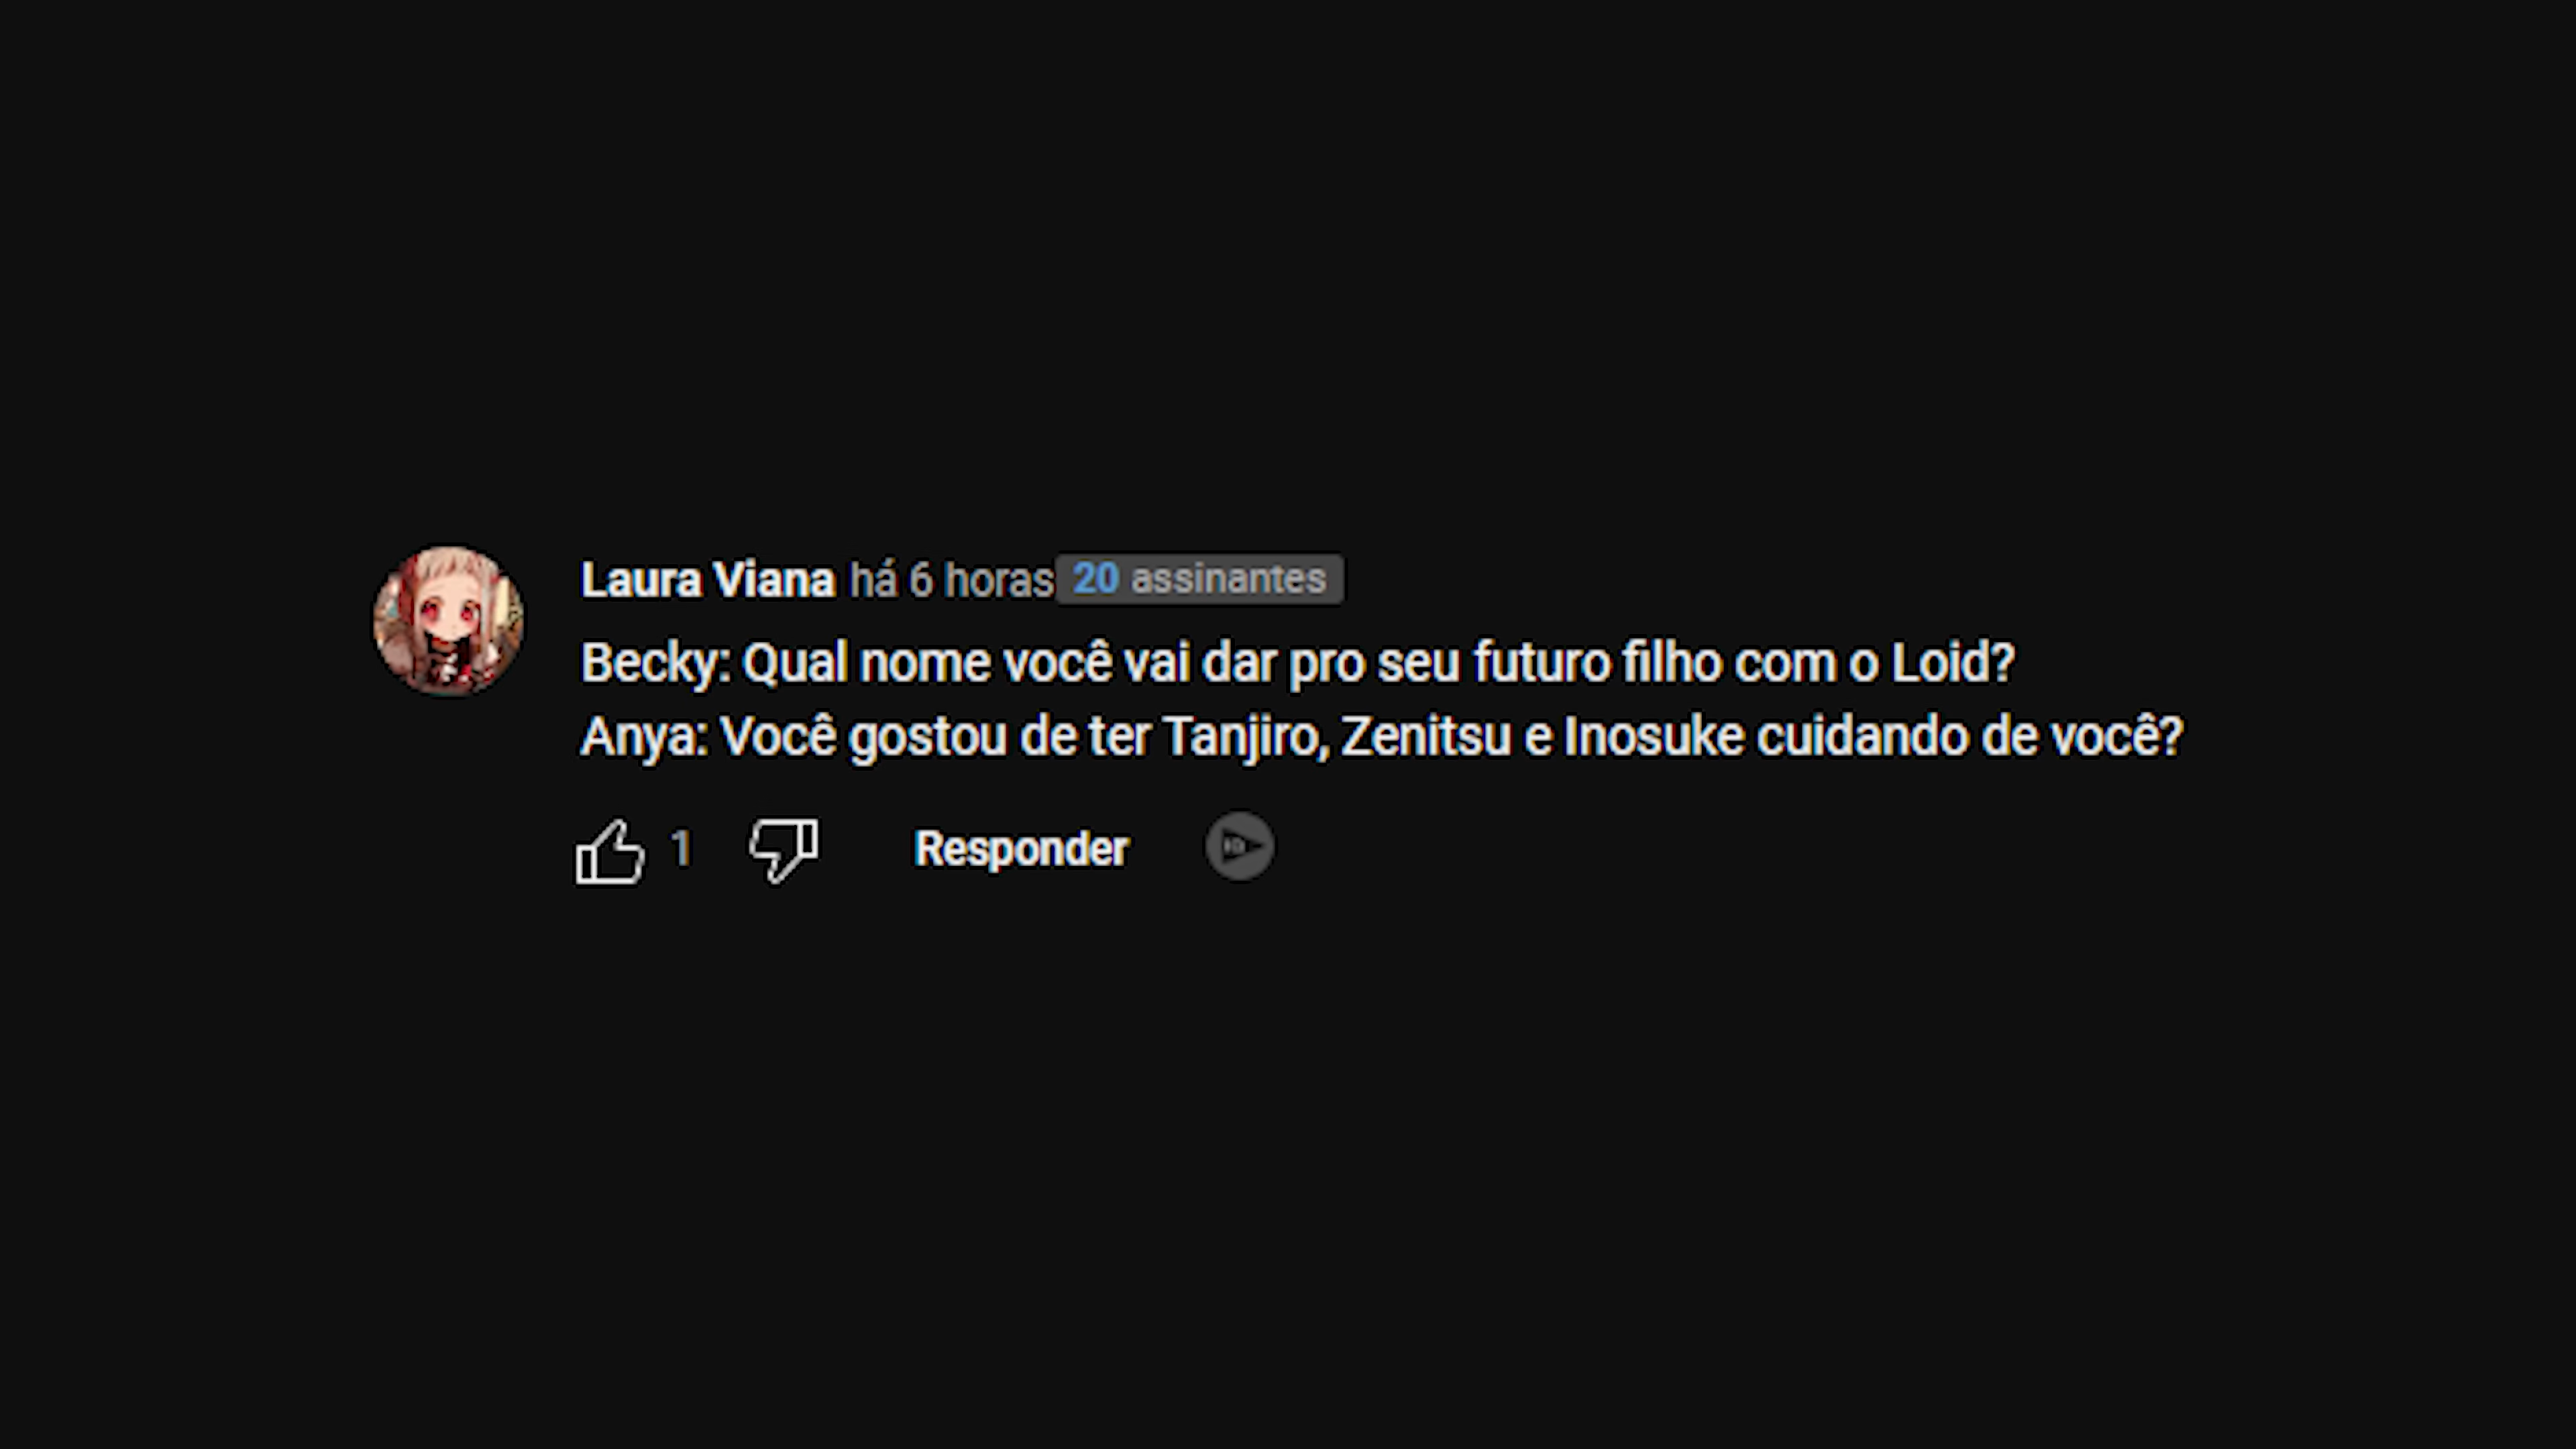 Laura Viana há 6 horas 20 assinantes
Becky: Qual nome você vai dar pro seu futuro filho com o Loid?
Anya: Você gostou de ter Tanjiro, Zenitsu e Inosuke cuidando de você?
1 Responder